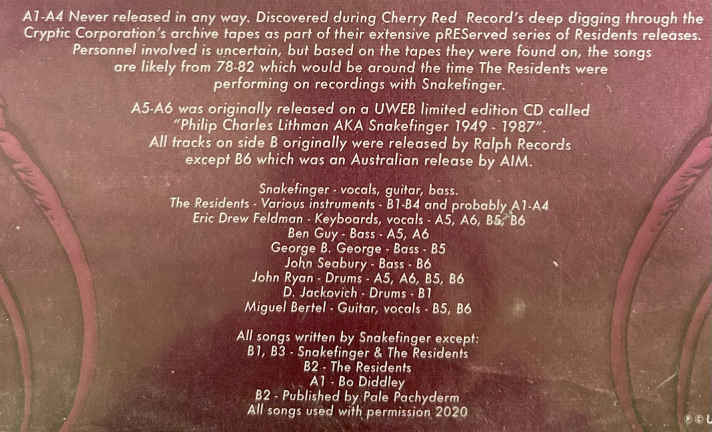 A1-A4 Never released in any way. Discovered during Cherry Red Record's deep digging through the
Cryptic Corporation's archive tapes as part of their extensive pREServed series of Residents releases.
Personnel involved is uncertain, but based on the tapes they were found on, the songs
are likely from 78-82 which would be around the time The Residents were
performing on recordings with Snakefinger.
A5-A6 was originally released on a UWEB limited edition CD called
"Philip Charles Lithman AKA Snakefinger 1949 - 1987".
All tracks on side B originally were released by Ralph Records
except B6 which was an Australian release by AIM.
Snakefinger - vocals, guitar, bass.
The Residents - Various instruments - B1-B4 and probably A1-A4
Eric Drew Feldman - Keyboards, vocals - A5, A6, B5, B6
Ben Guy - Bass - A5, A6
George B. George - Bass - B5
John Seabury - Bass - B6
John Ryan - Drums - A5, A6, B5, B6
D. Jackovich - Drums - B1
Miguel Bertel - Guitar, vocals - B5, B6
All songs written by Snakefinger except:
B1, B3 - Snakefinger & The Residents
B2 - The Residents
A1 - Bo Diddley
B2 - Published by Pale Pachyderm
All songs used with permission 2020
℗ © U